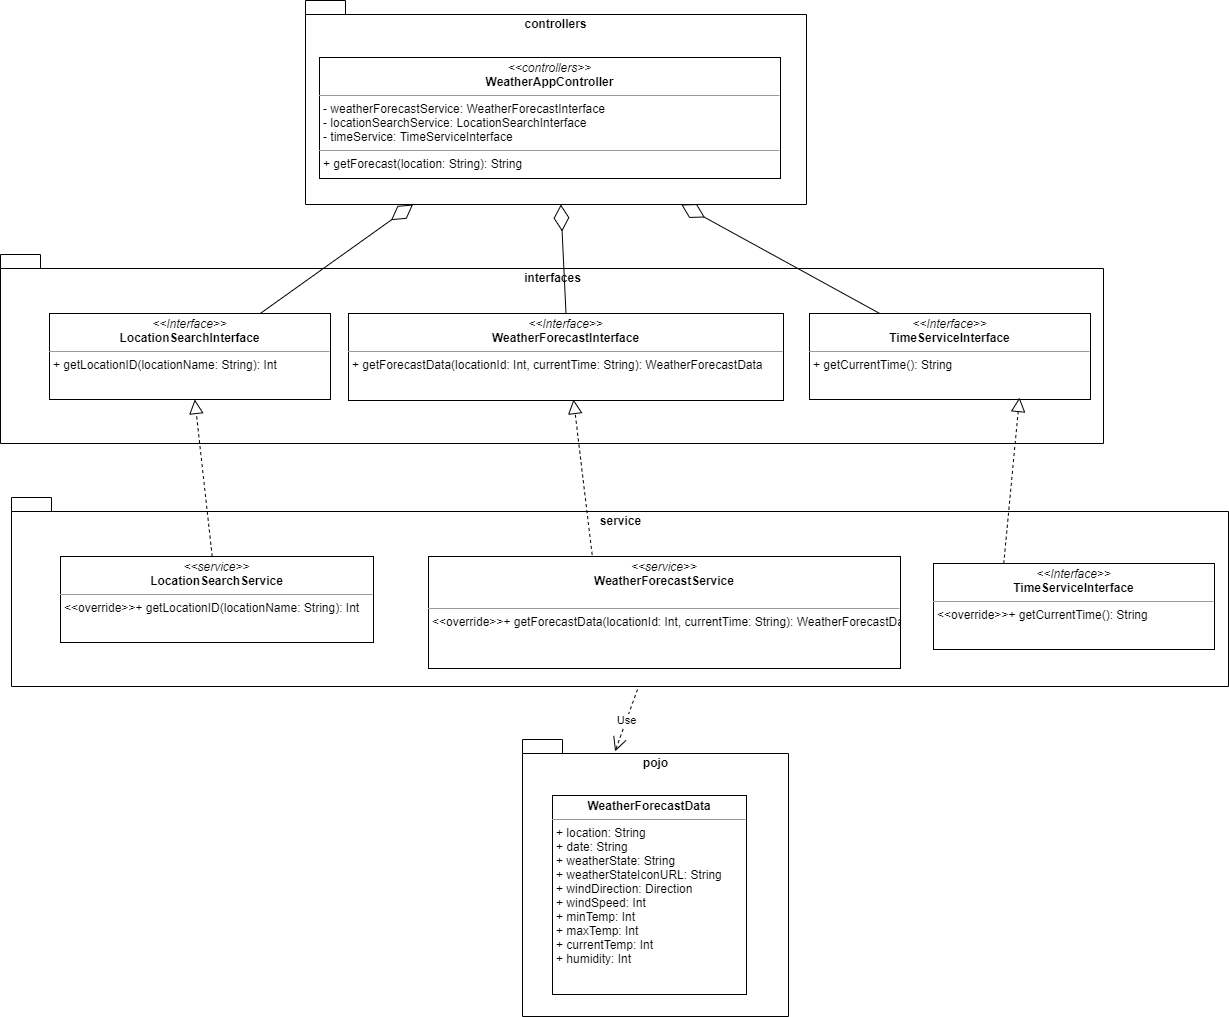 controllers
<<controllers>>
WeatherAppController
- weatherForecastService: WeatherForecastInterface
- locationSearchService: LocationSearchInterface
- timeService: TimeServiceInterface
+ getForecast(location: String): String
interfaces
<<Interface>>
LocationSearchInterface
+ getLocationID(locationName: String): Int
<<Interface>>
WeatherForecastInterface
+ getForecastData(locationId: Int, currentTime: String): WeatherForecastData
<<Interface>>
TimeServiceInterface
+ getCurrentTime(): String
service
<<service>>
LocationSearchService
<<override>>+ getLocationID(locationName: String): Int
<<service>>
WeatherForecastService
<<override>>+ getForecastData(locationId: Int, currentTime: String): WeatherForecastDa
<<Interface>>
TimeServiceInterface
<<override>>+ getCurrentTime(): String
Use
pojo
WeatherForecastData
+ location: String
+ date: String
+ weatherState: String
+ weatherStateIconURL: String
+ windDirection: Direction
+ windSpeed: Int
+ minTemp: Int
+ maxTemp: Int
+ currentTemp: Int
+ humidity: Int